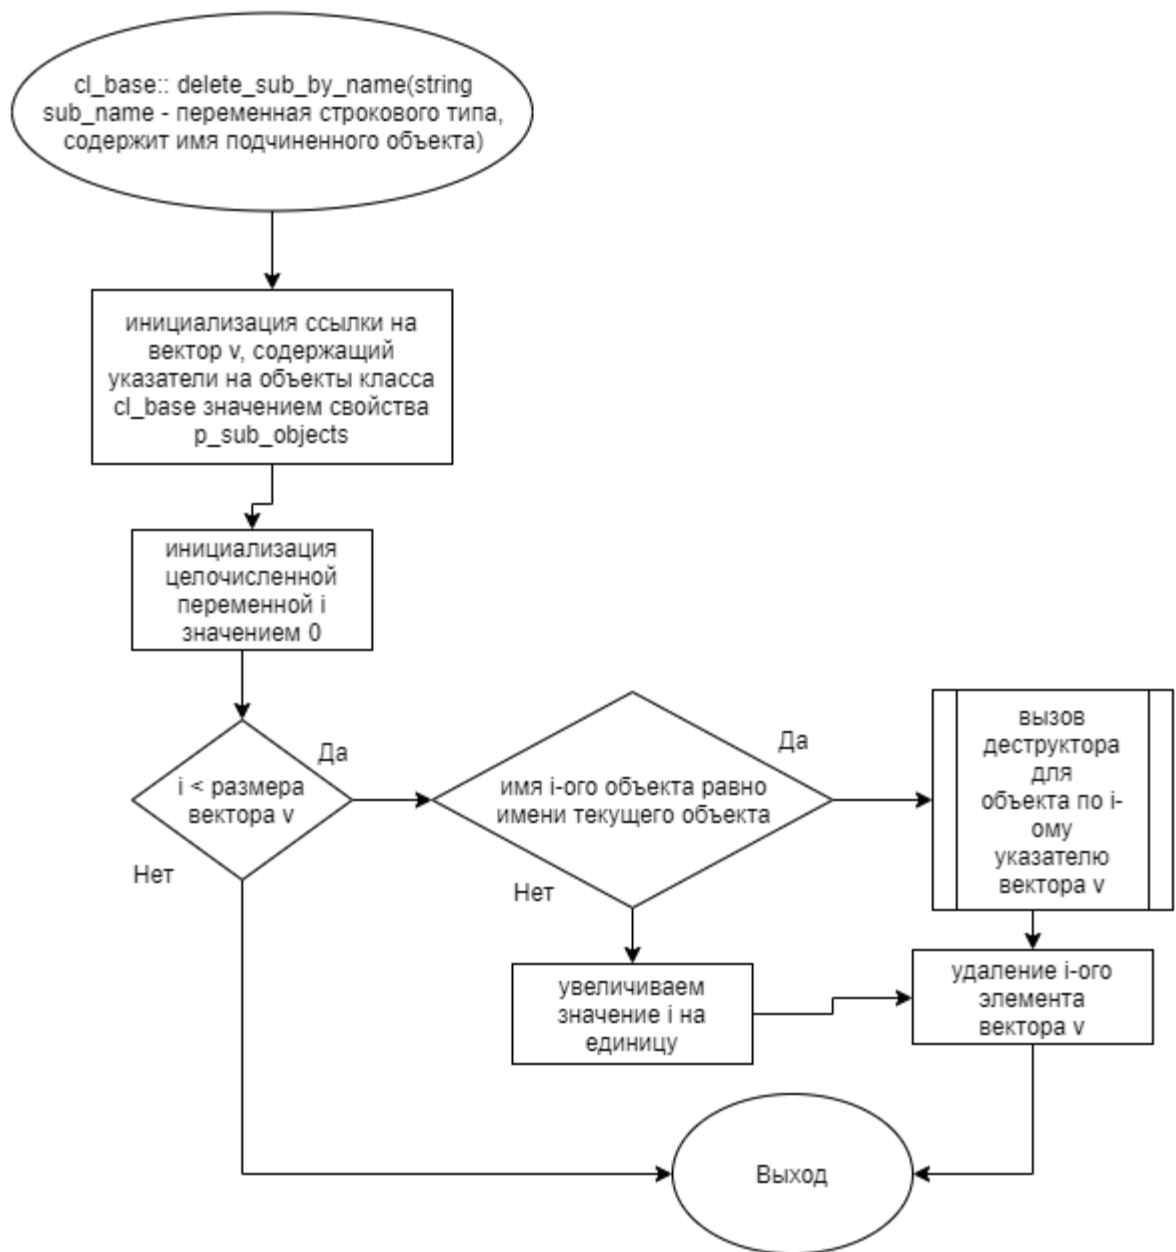 cl_base:: delete_sub_by_name(string
sub_name - переменная строкового типа,
содержит имя подчиненного объекта)
инициализация ссылки на
вектор v, содержащий
указатели на объекты класса
cl_base значением свойства
p_sub_objects
инициализация
целочисленной
переменной i
значением 0
i < размера
вектора v
Да
Нет
имя i-ого объекта равно
имени текущего объекта
Да
Нет
вызов
деструктора
для
объекта по i-
ому
указателю
вектора v
увеличиваем
значение i на
единицу
удаление i-ого
элемента
вектора v
Выход